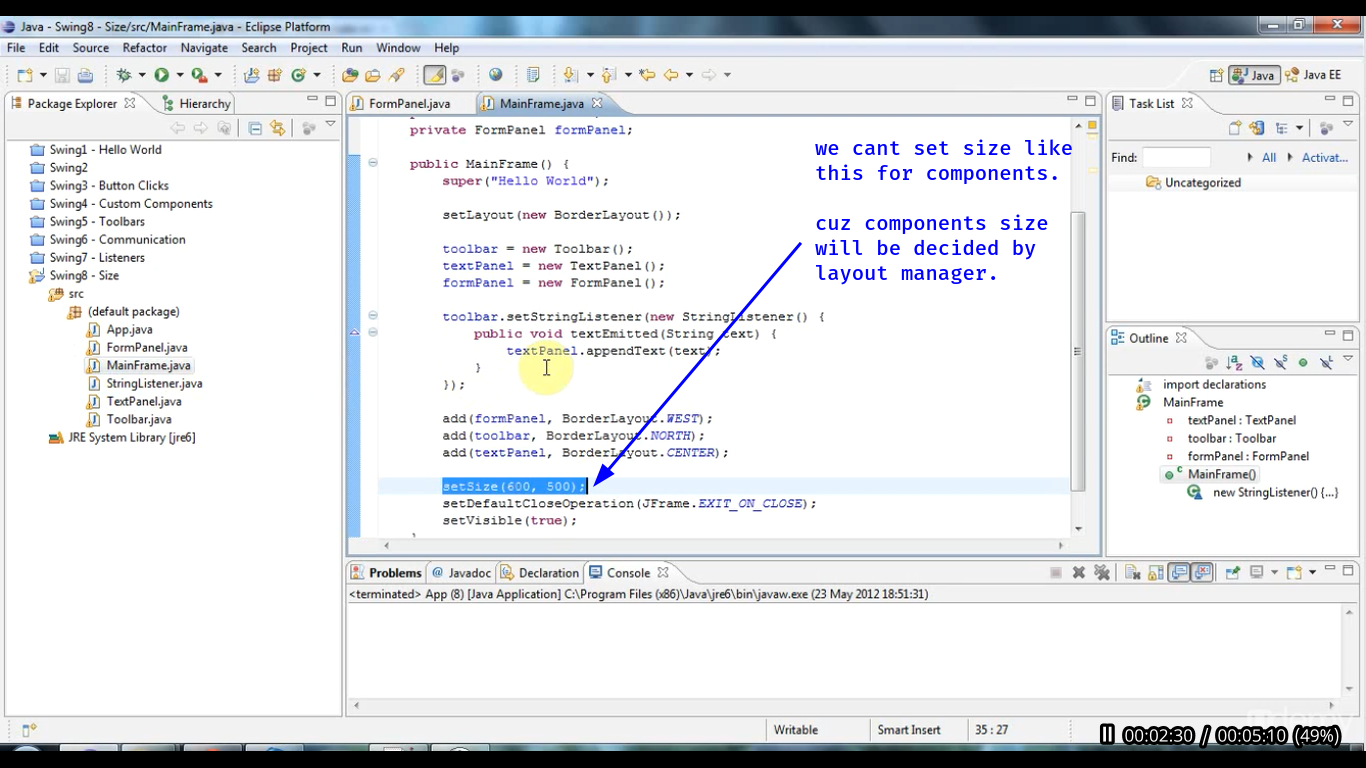 Java - Swing8 - Size/src/MainFrame.java - Eclipse Platform
File Edit Source Refactor Navigate Search Project Run Window Help
Java Java EE
Package Explorer Hierarchy
Swing1 - Hello World
Swing2
Swing3 - Button Clicks
Swing4 - Custom Components
Swing5 - Toolbars
Swing6 - Communication
Swing7 - Listeners
Swing8 - Size
src
(default package)
App.java
FormPanel.java
MainFrame.java
StringListener.java
TextPanel.java
Toolbar.java
JRE System Library [jre6]
FormPanel.java MainFrame.java
private FormPanel formPanel;
public MainFrame() {
super("Hello World");
setLayout(new BorderLayout());
toolbar = new Toolbar();
textPanel = new TextPanel();
formPanel = new FormPanel();
toolbar.setStringListener(new StringListener() {
public void textEmitted(String text) {
textPanel.appendText(text);
}
});
add(formPanel, BorderLayout.WEST);
add(toolbar, BorderLayout.NORTH);
add(textPanel, BorderLayout.CENTER);
setSize(600, 500);
setDefaultCloseOperation(JFrame.EXIT_ON_CLOSE);
setVisible(true);
we cant set size like
this for components.
cuz components size
will be decided by
layout manager.
Task List
Find: All Activat...
Uncategorized
Outline
import declarations
MainFrame
textPanel : TextPanel
toolbar : Toolbar
formPanel : FormPanel
MainFrame()
new StringListener() {...}
Problems @ Javadoc Declaration Console
<terminated> App (8) [Java Application] C:\Program Files (x86)\Java\jre6\bin\javaw.exe (23 May 2012 18:51:31)
Writable Smart Insert 35 : 27
00:02:30 / 00:05:10 (49%)